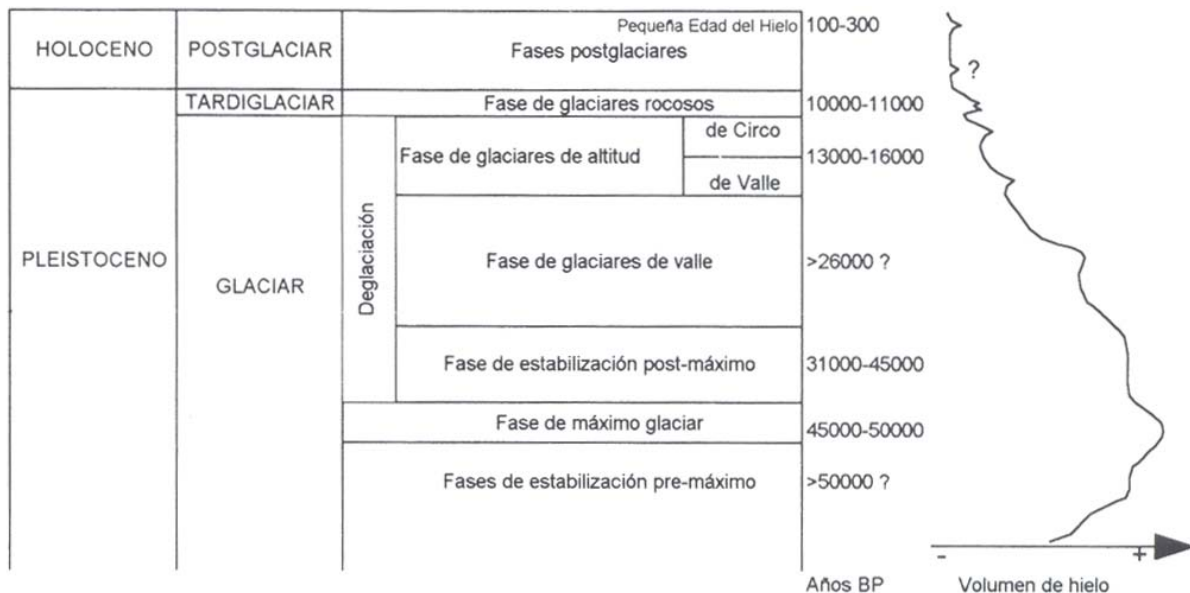 Pequeña Edad del Hielo 100-300
HOLOCENO POSTGLACIAR Fases postglaciares
?
TARDIGLACIAR Fase de glaciares rocosos 10000-11000
de Circo
Fase de glaciares de altitud 13000-16000
de Valle
PLEISTOCENO Fase de glaciares de valle >26000 ?
GLACIAR
Deglaciación
Fase de estabilización post-máximo 31000-45000
Fase de máximo glaciar 45000-50000
Fases de estabilización pre-máximo >50000 ?
- +
Años BP Volumen de hielo